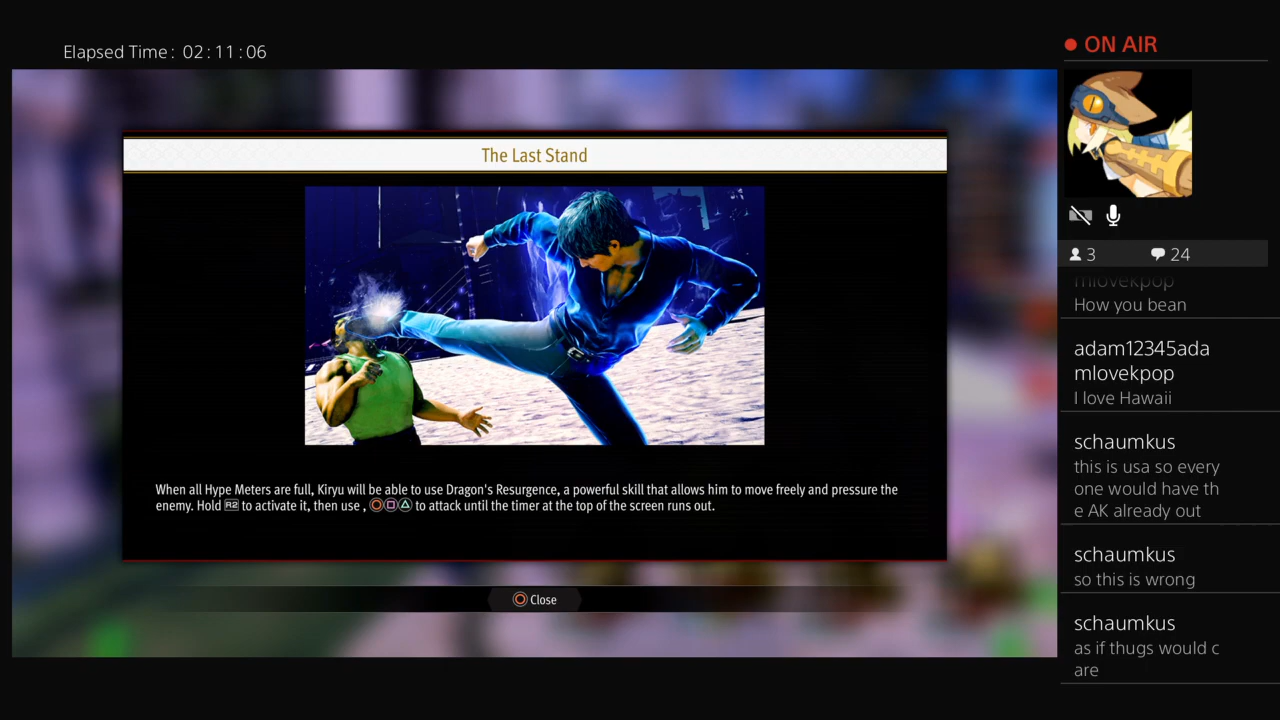 Elapsed Time: 02:11:06
ON AIR
The Last Stand
When all Hype Meters are full, Kiryu will be able to use Dragon's Resurgence, a powerful skill that allows him to move freely and pressure the
enemy. Hold R2 to activate it, then use , to attack until the timer at the top of the screen runs out.
Close
3 24
mlovekpop
How you bean
adam12345ada
mlovekpop
I love Hawaii
schaumkus
this is usa so every
one would have th
e AK already out
schaumkus
so this is wrong
schaumkus
as if thugs would c
are